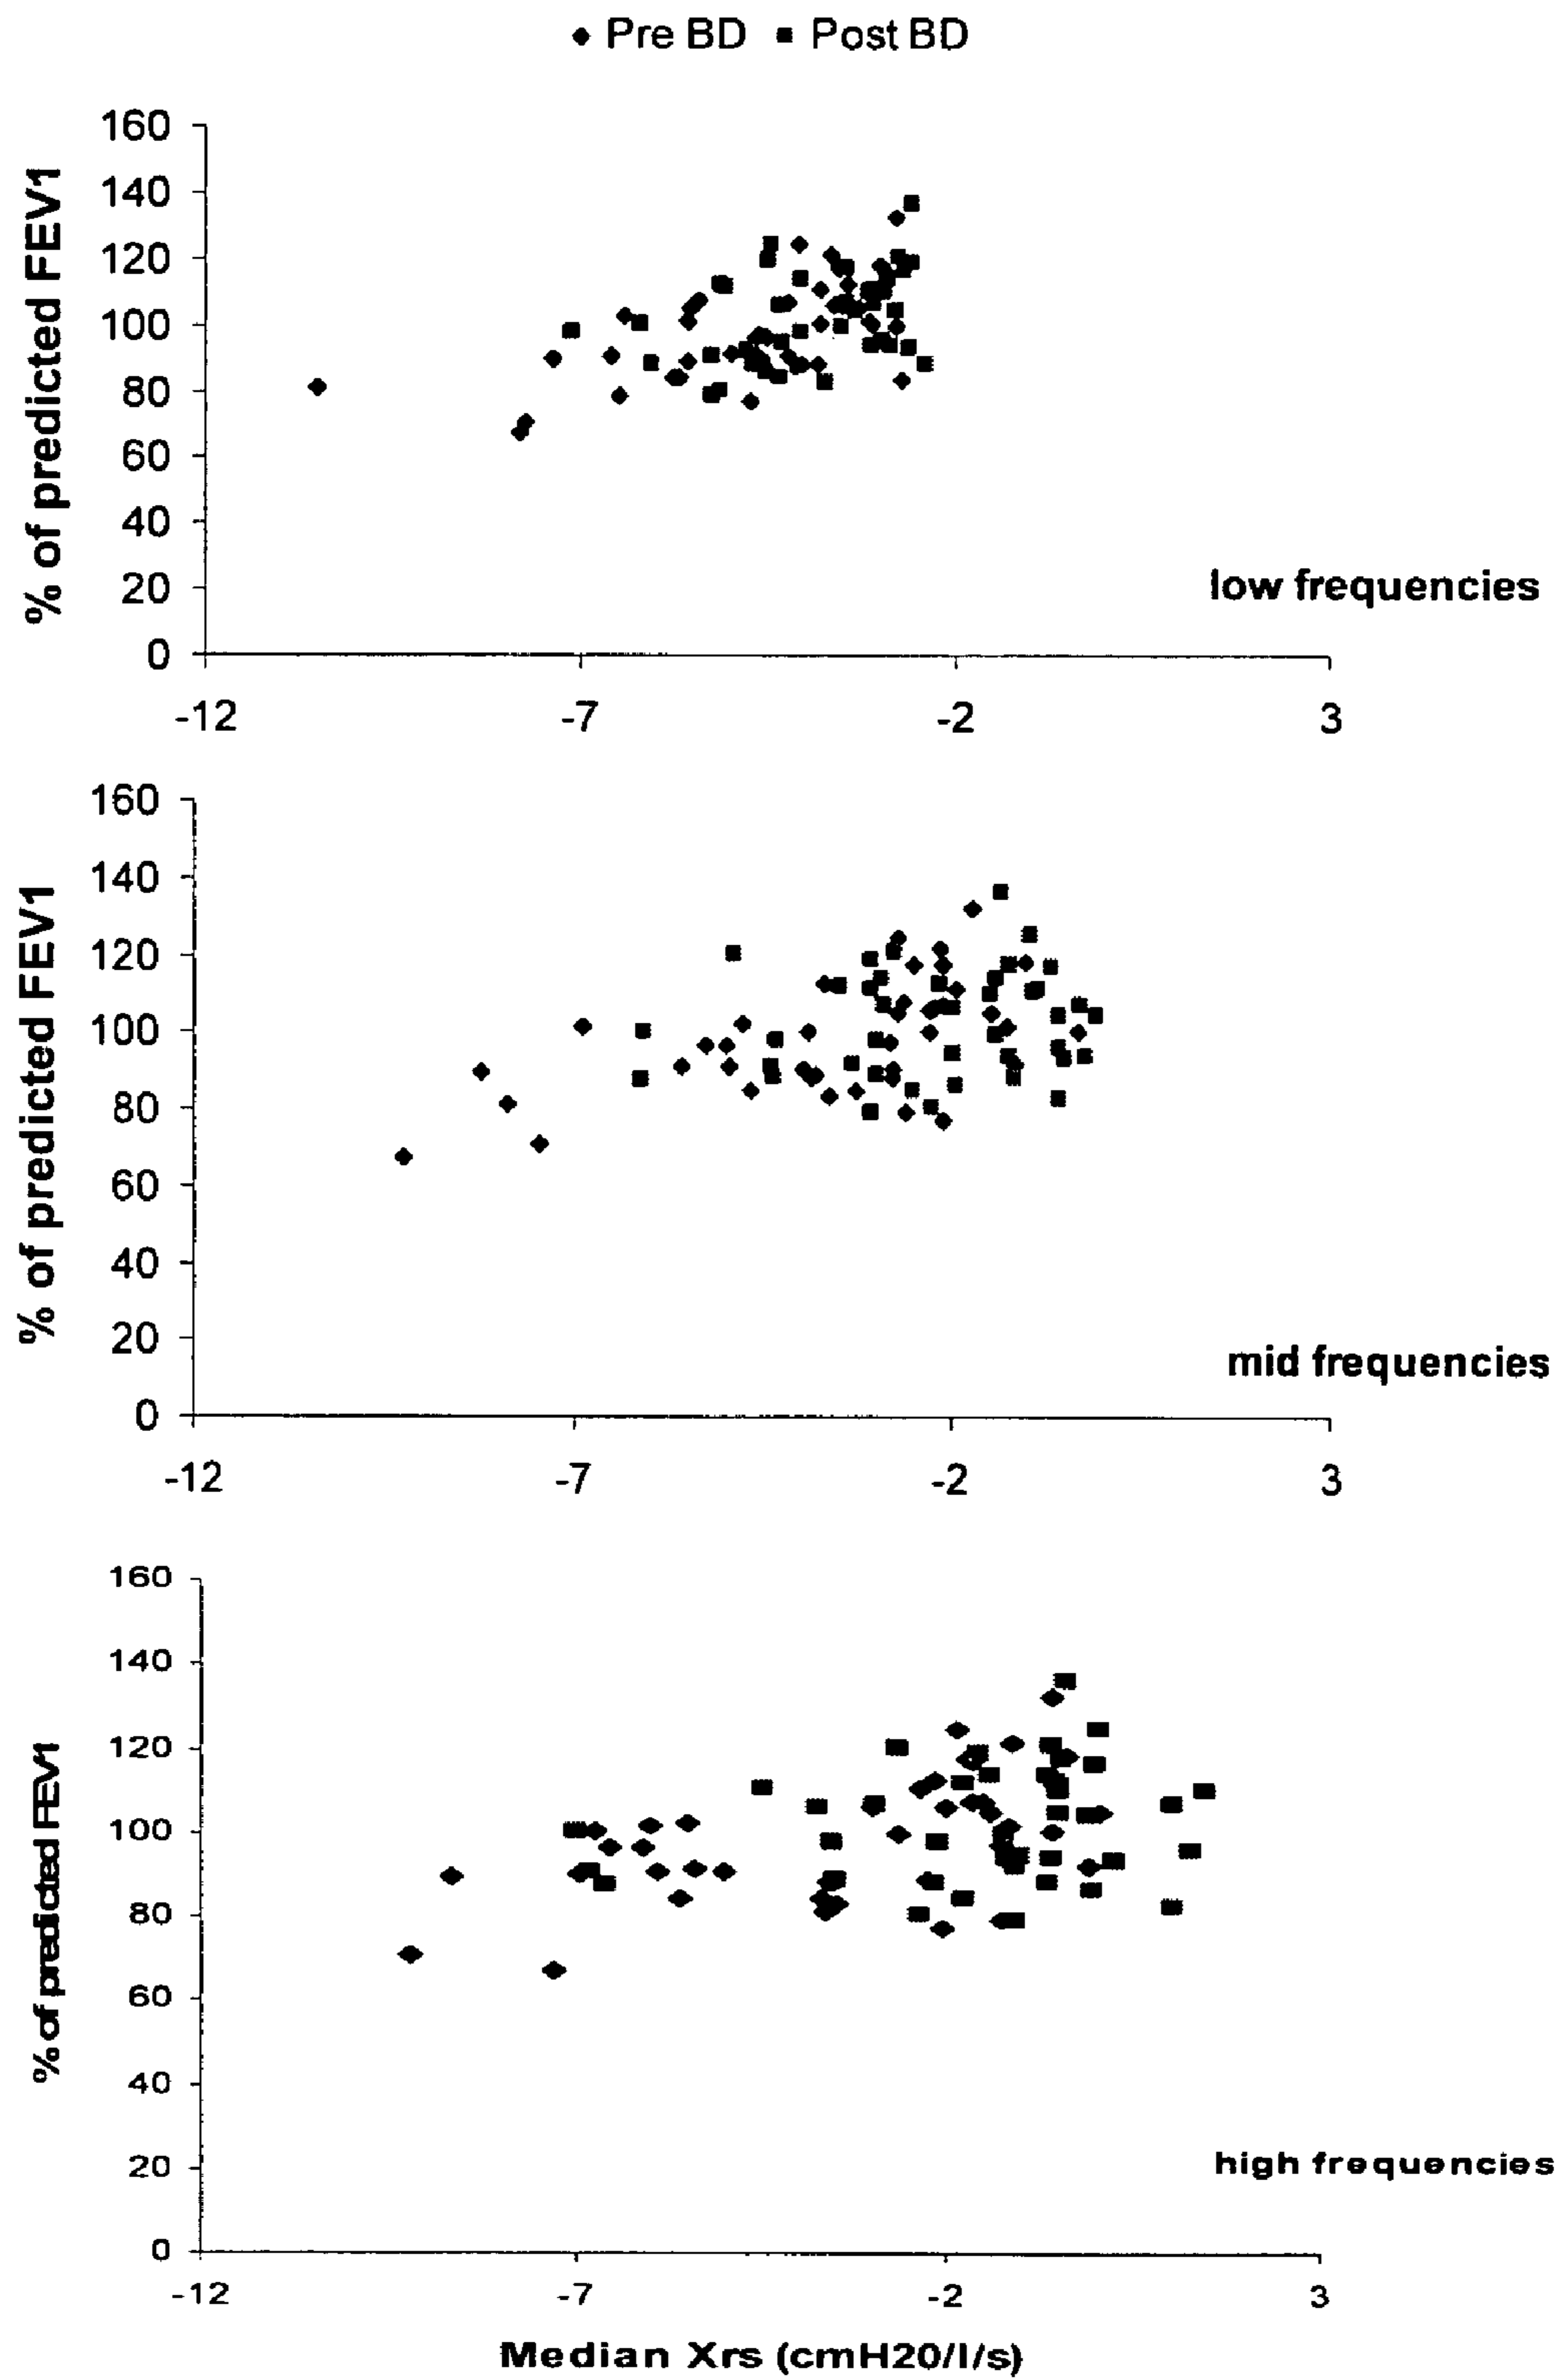 Pre BD Post BD
160
140
120
100
80
60
40
20
0
% of predicted FEV1
low frequencies
-12 -7 -2 3
160
140
120
100
80
60
40
20
0
% of predicted FEV1
mid frequencies
-12 -7 -2 3
160
140
120
100
80
60
40
20
0
% of predicted FEV1
high frequencies
-12 -7 -2 3
Median Xrs (cmH20/l/s)